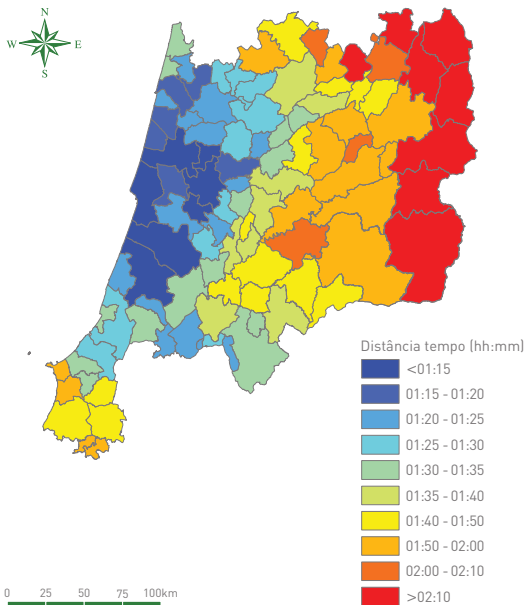 N
W E
S
Distância tempo (hh:mm)
<01:15
01:15 - 01:20
01:20 - 01:25
01:25 - 01:30
01:30 - 01:35
01:35 - 01:40
01:40 - 01:50
01:50 - 02:00
02:00 - 02:10
>02:10
0 25 50 75 100km